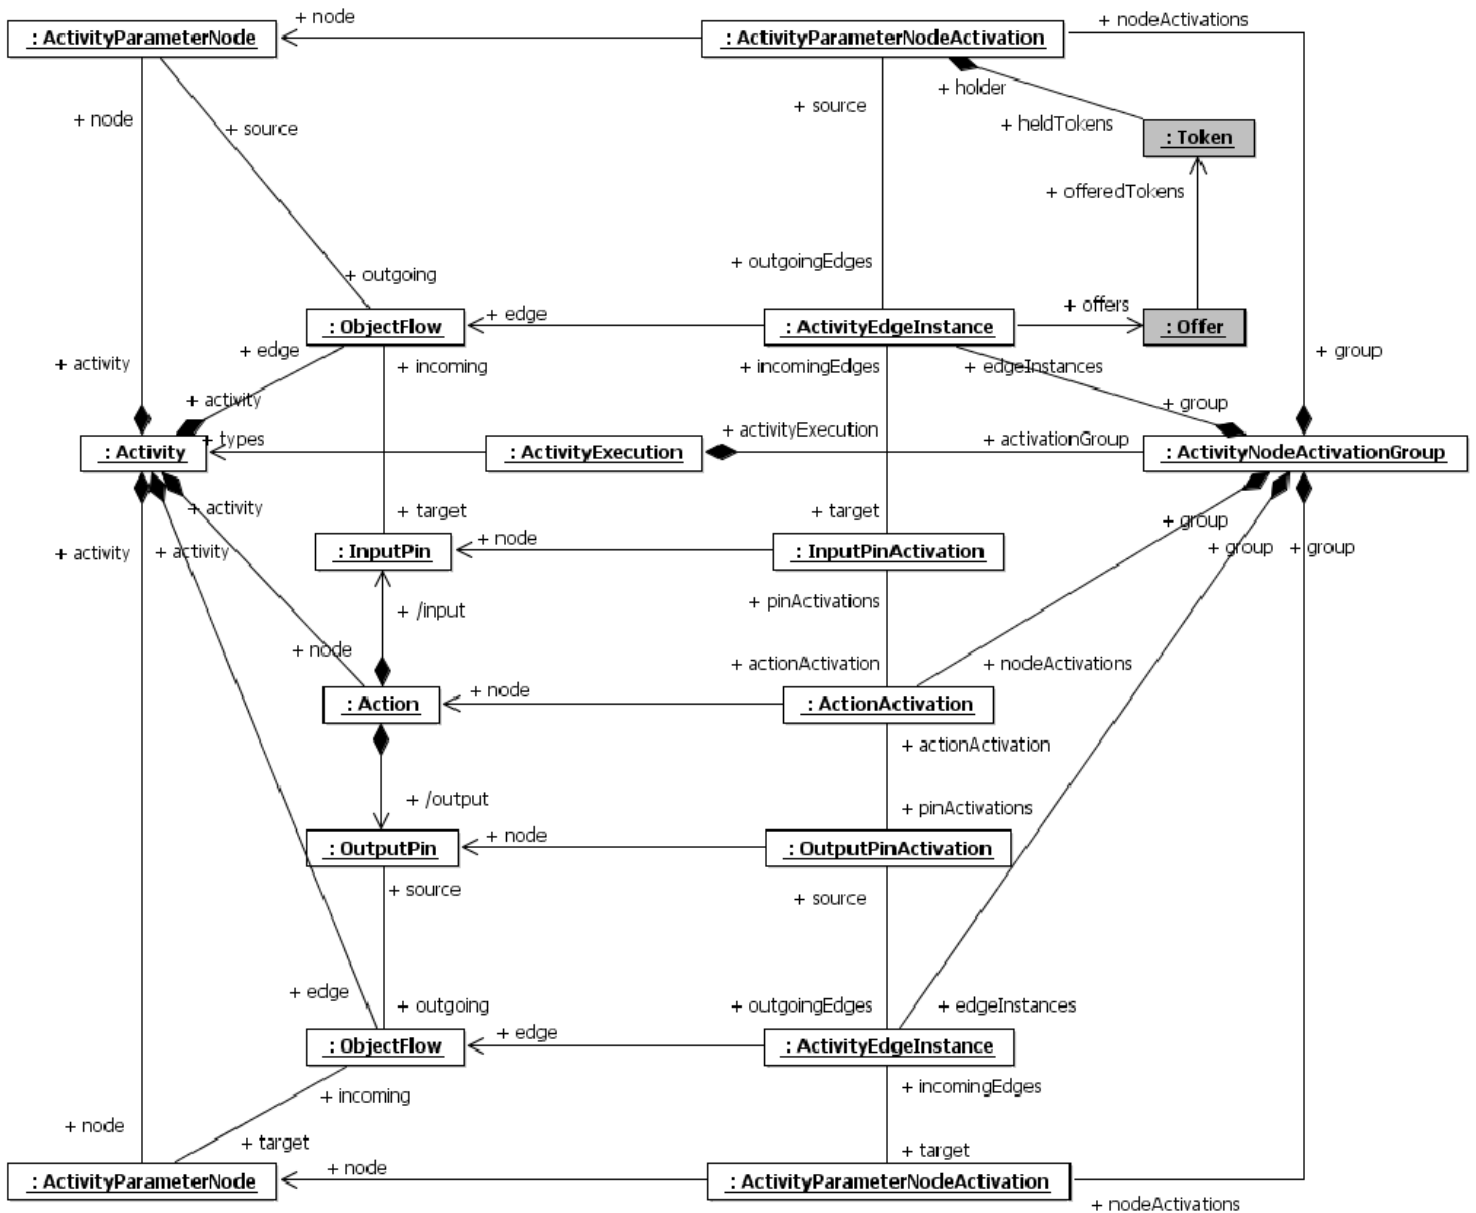 + node
+ nodeActivations
: ActivityParameterNode
: ActivityParameterNodeActivation
+ holder
+ source
+ node
+ heldTokens
+ source
: Token
+ offeredTokens
+ outgoingEdges
+ outgoing
+ edge
+ offers
: ObjectFlow
: ActivityEdgeInstance
: Offer
+ edge
+ group
+ activity
+ incoming
+ incomingEdges
+ edgeInstances
+ activity
+ group
+ types
+ activityExecution
+ activationGroup
: Activity
: ActivityExecution
: ActivityNodeActivationGroup
+ activity
+ target
+ target
+ group
+ activity
+ activity
+ node
+ group
+ group
: InputPin
: InputPinActivation
+ /input
+ pinActivations
+ node
+ actionActivation
+ nodeActivations
+ node
: Action
: ActionActivation
+ actionActivation
+ /output
+ pinActivations
+ node
: OutputPin
: OutputPinActivation
+ source
+ source
+ edge
+ outgoing
+ outgoingEdges
+ edgeInstances
+ edge
: ObjectFlow
: ActivityEdgeInstance
+ incoming
+ incomingEdges
+ node
+ target
+ target
+ node
: ActivityParameterNode
: ActivityParameterNodeActivation
+ nodeActivations